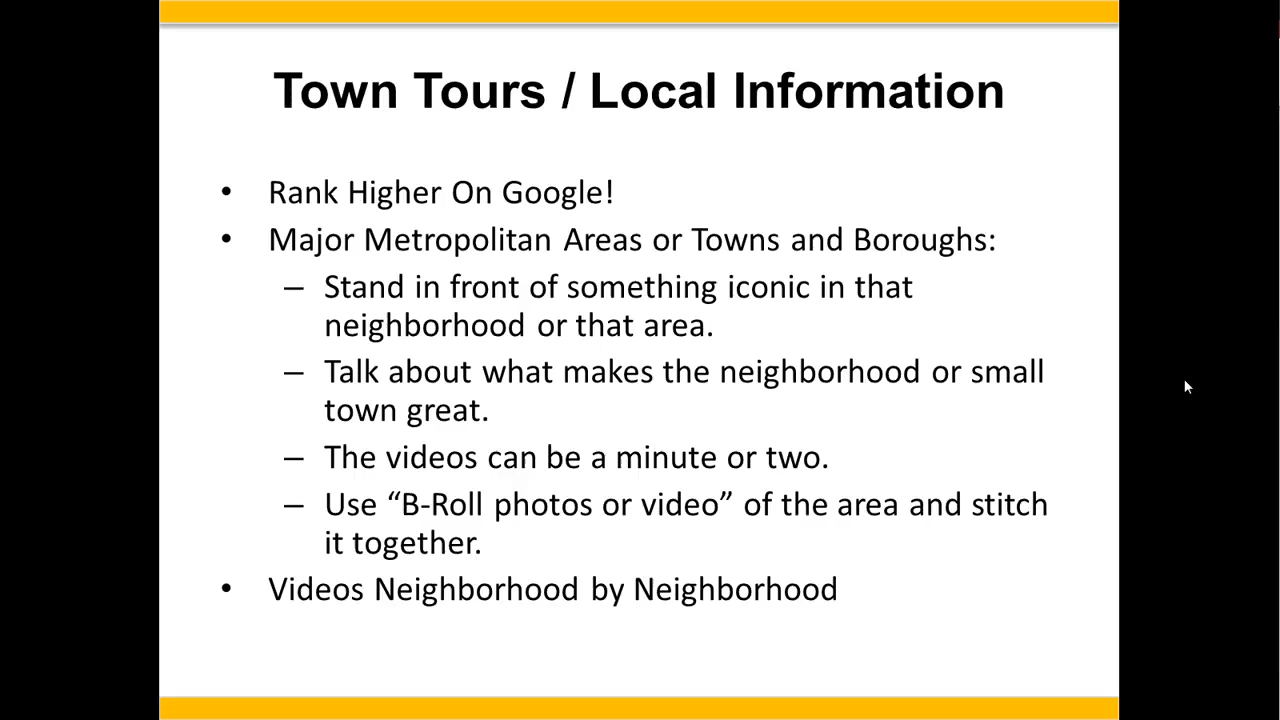 Town Tours / Local Information
• Rank Higher On Google!
• Major Metropolitan Areas or Towns and Boroughs:
– Stand in front of something iconic in that
neighborhood or that area.
– Talk about what makes the neighborhood or small
town great.
– The videos can be a minute or two.
– Use “B-Roll photos or video” of the area and stitch
it together.
• Videos Neighborhood by Neighborhood